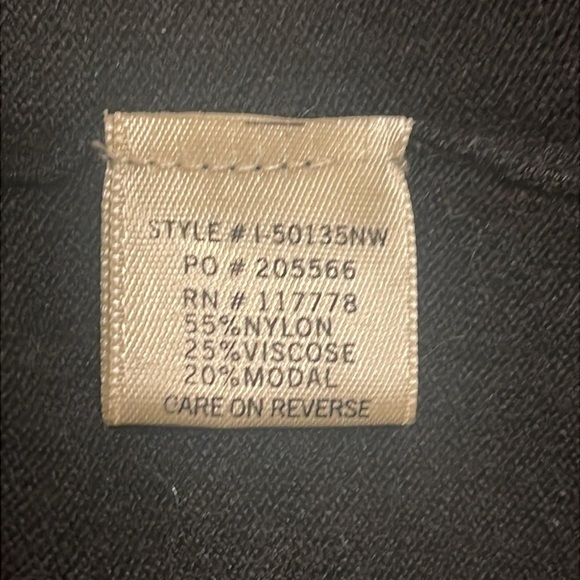 STYLE # I-50135NW
PO # 205566
RN # 117778
55%NYLON
25%VISCOSE
20%MODAL
CARE ON REVERSE